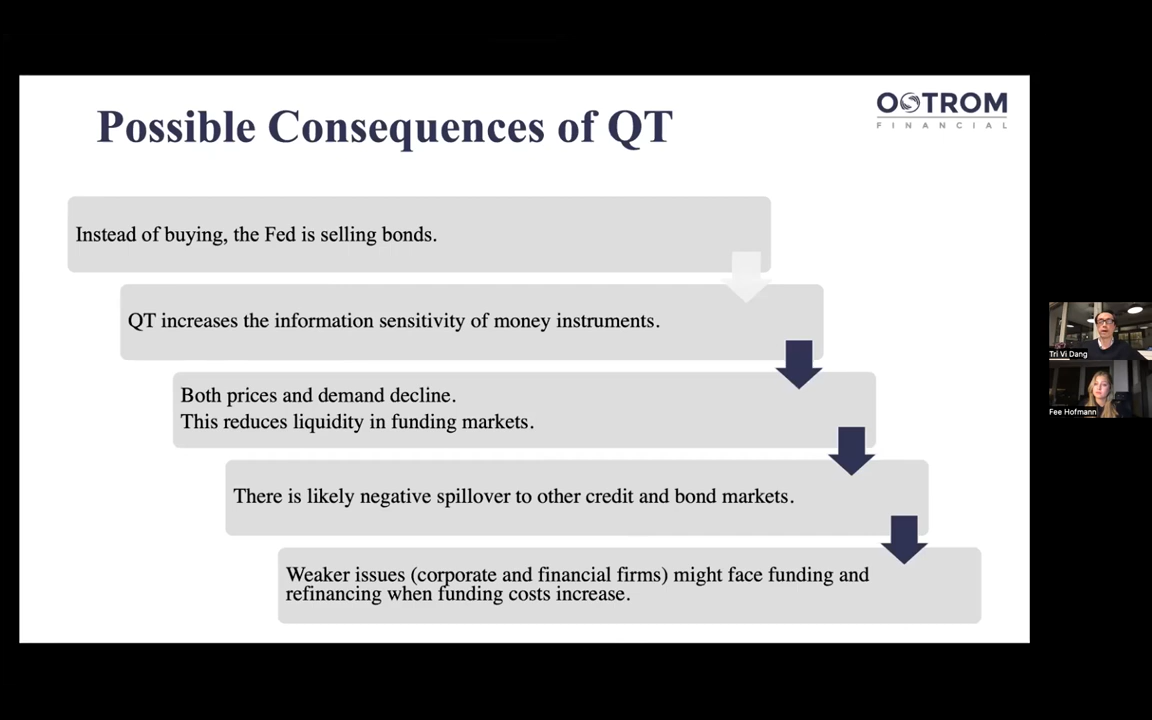 Possible Consequences of QT
OSTROM
FINANCIAL
Instead of buying, the Fed is selling bonds.
QT increases the information sensitivity of money instruments.
Both prices and demand decline.
This reduces liquidity in funding markets.
There is likely negative spillover to other credit and bond markets.
Weaker issues (corporate and financial firms) might face funding and
refinancing when funding costs increase.
Tri Vi Dang
Fee Hofmann